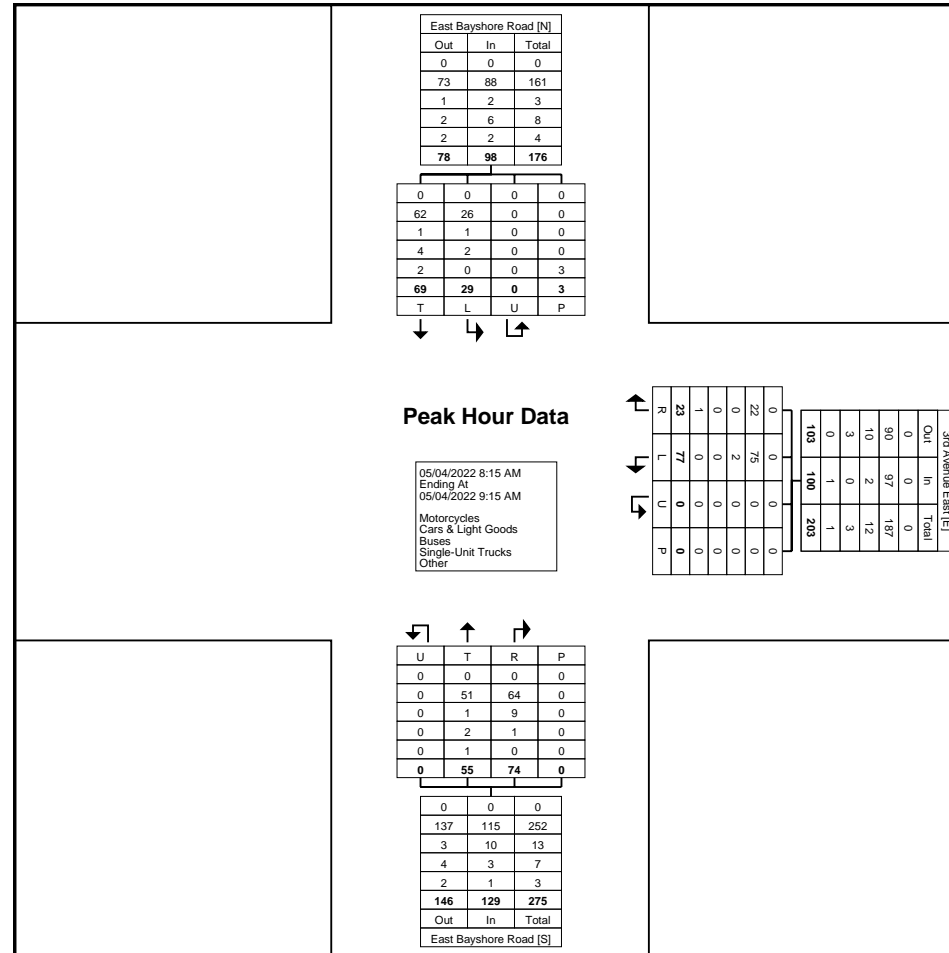 East Bayshore Road [N]
Out In Total
0 0 0
73 88 161
1 2 3
2 6 8
2 2 4
78 98 176
0 0 0 0
62 26 0 0
1 1 0 0
4 2 0 0
2 0 0 3
69 29 0 3
T L U P
3rd Avenue East [E]
Out In Total
0 0 0
90 97 187
10 2 12
3 0 3
0 1 1
103 100 203
0 0 0 0
22 75 0 0
0 2 0 0
0 0 0 0
1 0 0 0
23 77 0 0
R L U P
Peak Hour Data
05/04/2022 8:15 AM
Ending At
05/04/2022 9:15 AM
Motorcycles
Cars & Light Goods
Buses
Single-Unit Trucks
Other
U T R P
0 0 0 0
0 51 64 0
0 1 9 0
0 2 1 0
0 1 0 0
0 55 74 0
0 0 0
137 115 252
3 10 13
4 3 7
2 1 3
146 129 275
Out In Total
East Bayshore Road [S]